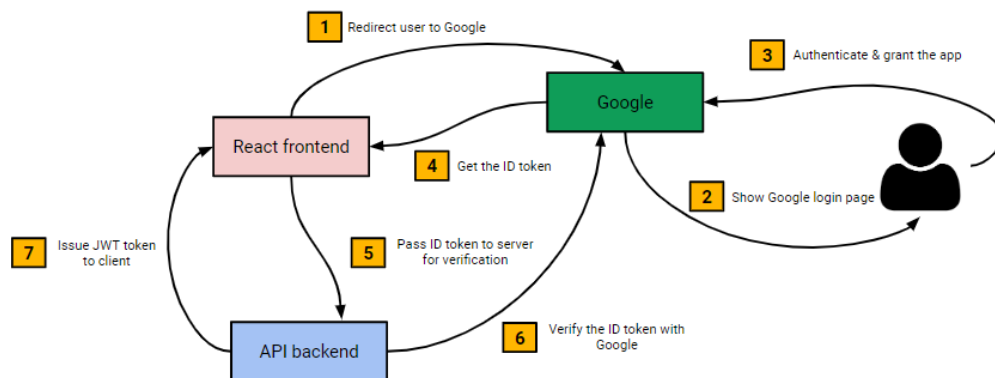 1 Redirect user to Google
3 Authenticate & grant the app
Google
React frontend
4 Get the ID token
2 Show Google login page
7 Issue JWT token
to client
5 Pass ID token to server
for verification
6 Verify the ID token with
Google
API backend